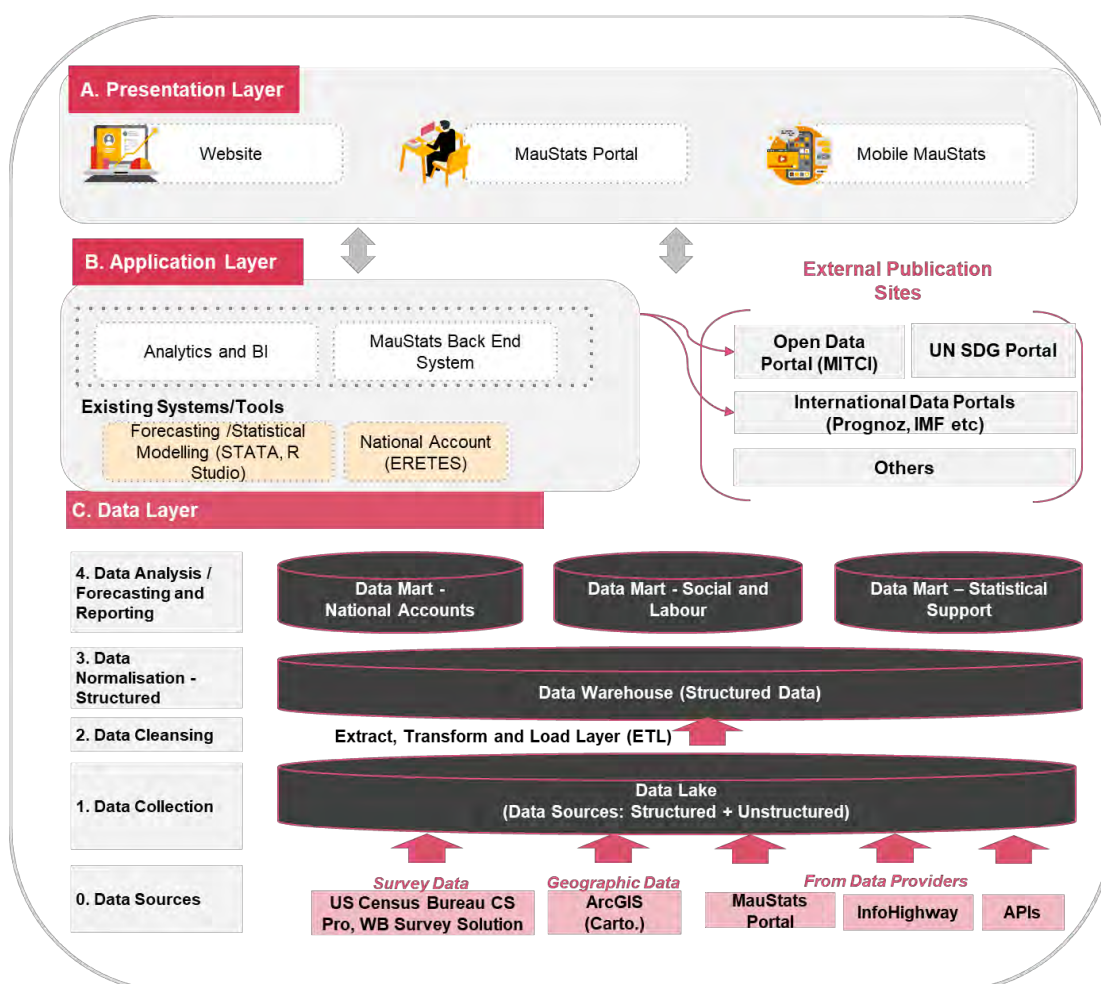 A. Presentation Layer
Website
MauStats Portal
Mobile MauStats
B. Application Layer
Analytics and BI
MauStats Back End
System
Existing Systems/Tools
Forecasting /Statistical
Modelling (STATA, R
Studio)
National Account
(ERETES)
External Publication
Sites
Open Data
Portal (MITCI)
UN SDG Portal
International Data Portals
(Prognoz, IMF etc)
Others
C. Data Layer
4. Data Analysis /
Forecasting and
Reporting
Data Mart -
National Accounts
Data Mart - Social and
Labour
Data Mart – Statistical
Support
3. Data
Normalisation -
Structured
Data Warehouse (Structured Data)
2. Data Cleansing
Extract, Transform and Load Layer (ETL)
1. Data Collection
Data Lake
(Data Sources: Structured + Unstructured)
0. Data Sources
Survey Data
US Census Bureau CS
Pro, WB Survey Solution
Geographic Data
ArcGIS
(Carto.)
From Data Providers
MauStats
Portal
InfoHighway
APIs